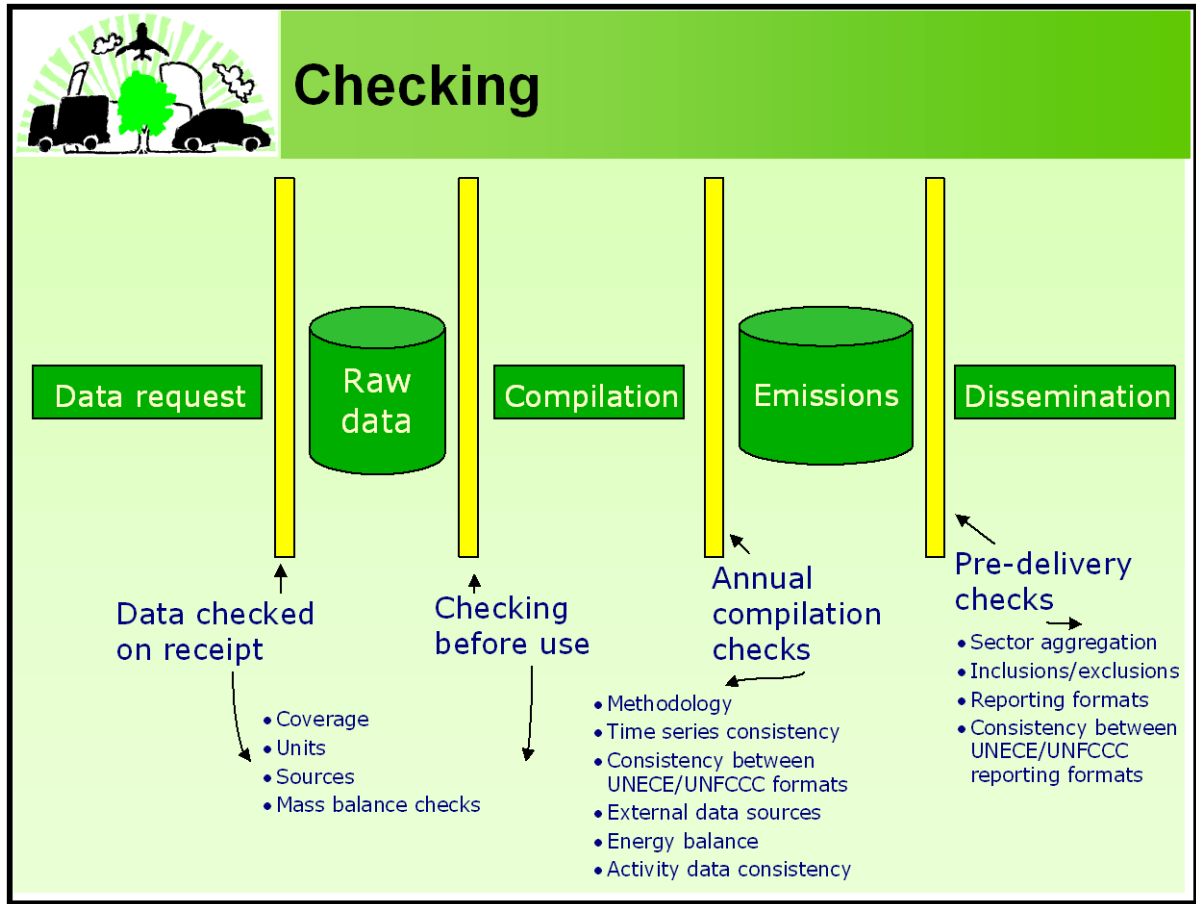 Checking
Data request
Raw
data
Compilation
Emissions
Dissemination
Data checked
on receipt
• Coverage
• Units
• Sources
• Mass balance checks
Checking
before use
Annual
compilation
checks
• Methodology
• Time series consistency
• Consistency between
UNECE/UNFCCC formats
• External data sources
• Energy balance
• Activity data consistency
Pre-delivery
checks
• Sector aggregation
• Inclusions/exclusions
• Reporting formats
• Consistency between
UNECE/UNFCCC
reporting formats